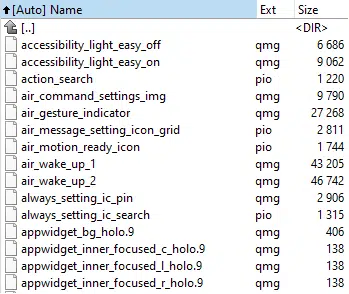 [Auto] Name Ext Size
[..] <DIR>
accessibility_light_easy_off qmg 6 686
accessibility_light_easy_on qmg 9 062
action_search pio 1 220
air_command_settings_img qmg 9 790
air_gesture_indicator qmg 27 268
air_message_setting_icon_grid pio 2 811
air_motion_ready_icon pio 1 744
air_wake_up_1 qmg 43 205
air_wake_up_2 qmg 46 742
always_setting_ic_pin qmg 2 906
always_setting_ic_search pio 1 315
appwidget_bg_holo.9 qmg 406
appwidget_inner_focused_c_holo.9 qmg 138
appwidget_inner_focused_l_holo.9 qmg 138
appwidget_inner_focused_r_holo.9 qmg 138